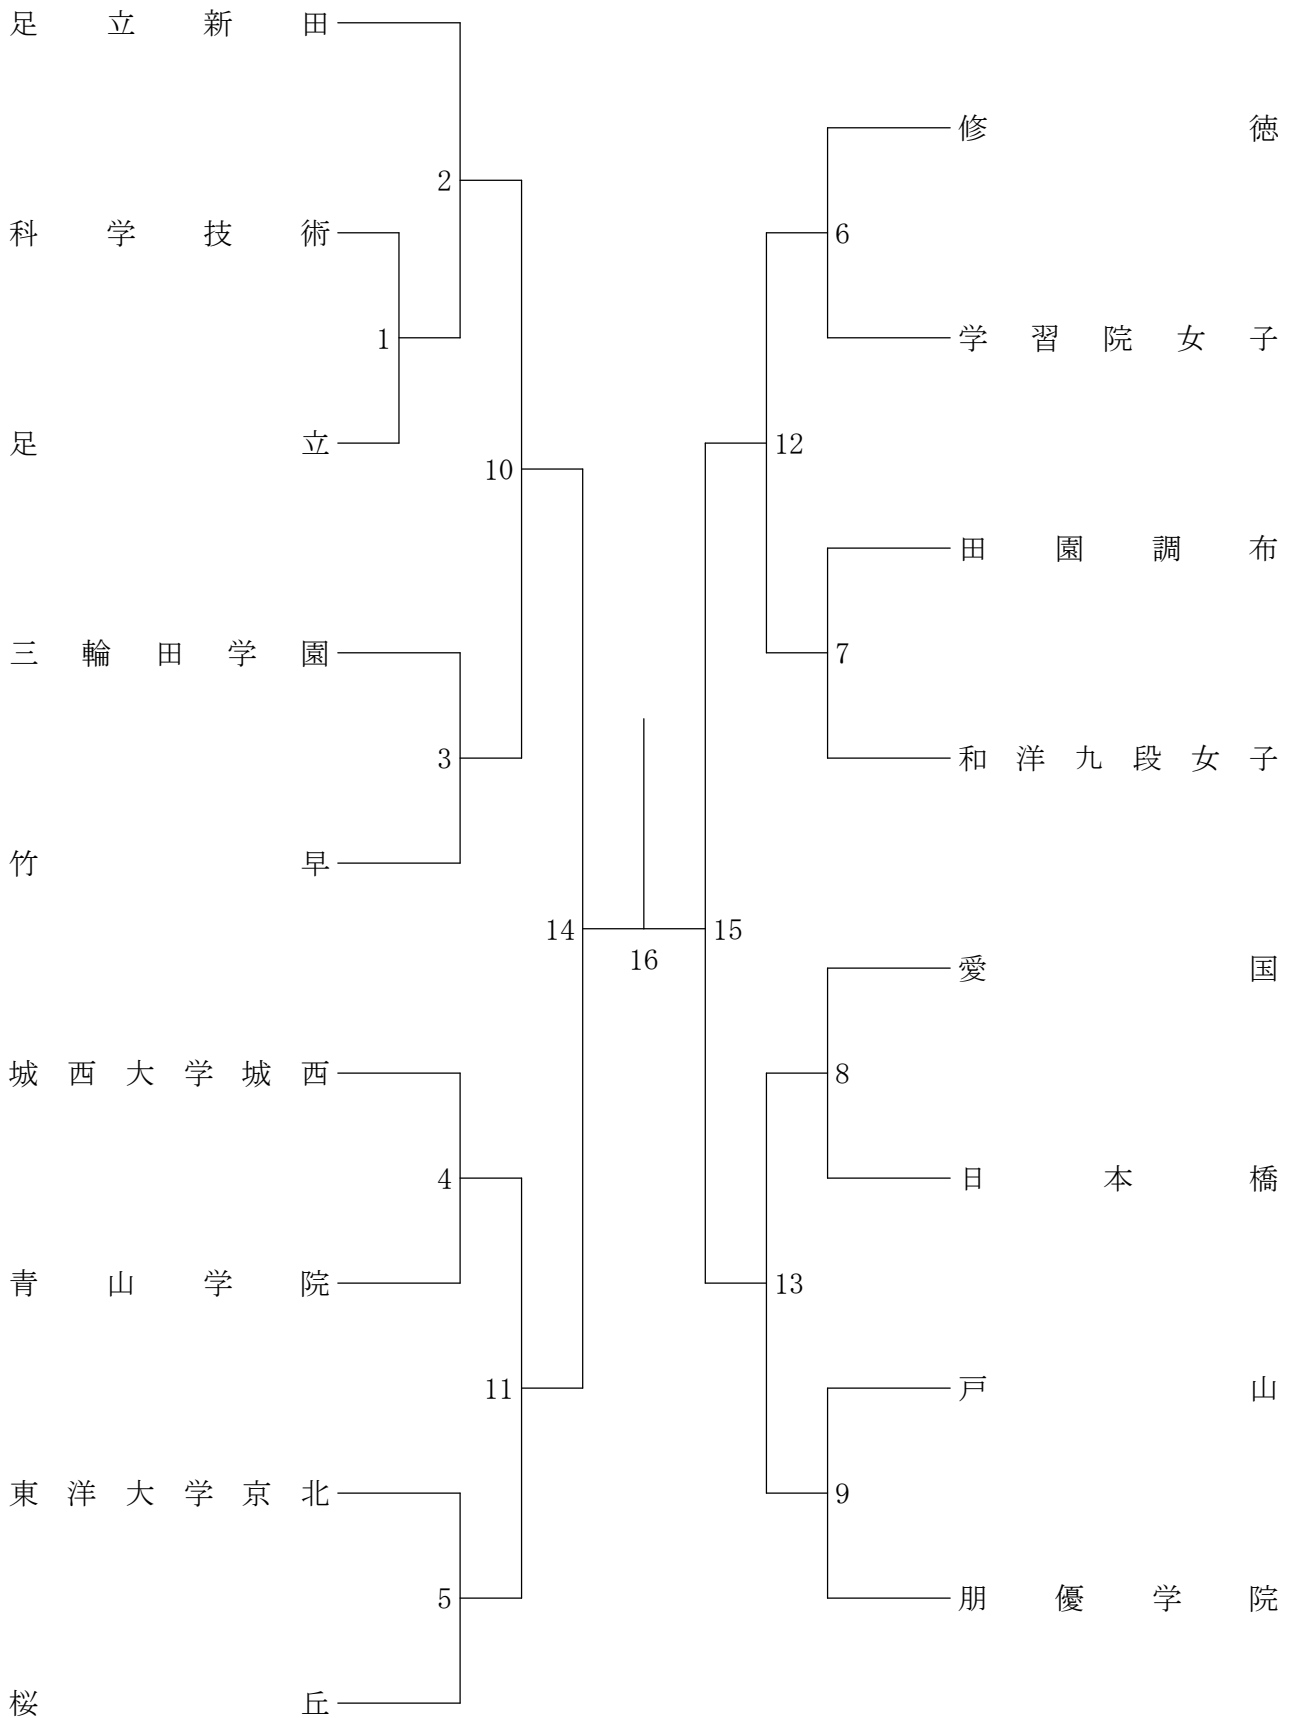 足立新田
科学技術
足立
三輪田学園
竹早
城西大学城西
青山学院
東洋大学京北
桜丘
1
2
3
4
5
10
11
14
16
15
12
13
6
7
8
9
修徳
学習院女子
田園調布
和洋九段女子
愛国
日本橋
戸山
朋優学院